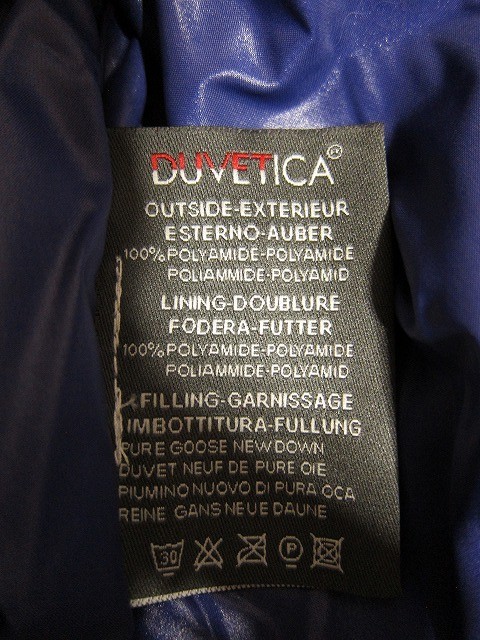 DUVETICA®
OUTSIDE-EXTERIEUR
ESTERNO-AUBER
100%POLYAMIDE-POLYAMIDE
POLIAMMIDE-POLYAMID
LINING-DOUBLURE
FODERA-FUTTER
100%POLYAMIDE-POLYAMIDE
POLIAMMIDE-POLYAMID
FILLING-GARNISSAGE
IMBOTTITURA-FULLUNG
PURE GOOSE NEW DOWN
DUVET NEUF DE PURE OIE
PIUMINO NUOVO DI PURA OCA
REINE GANS NEUE DAUNE
30 P